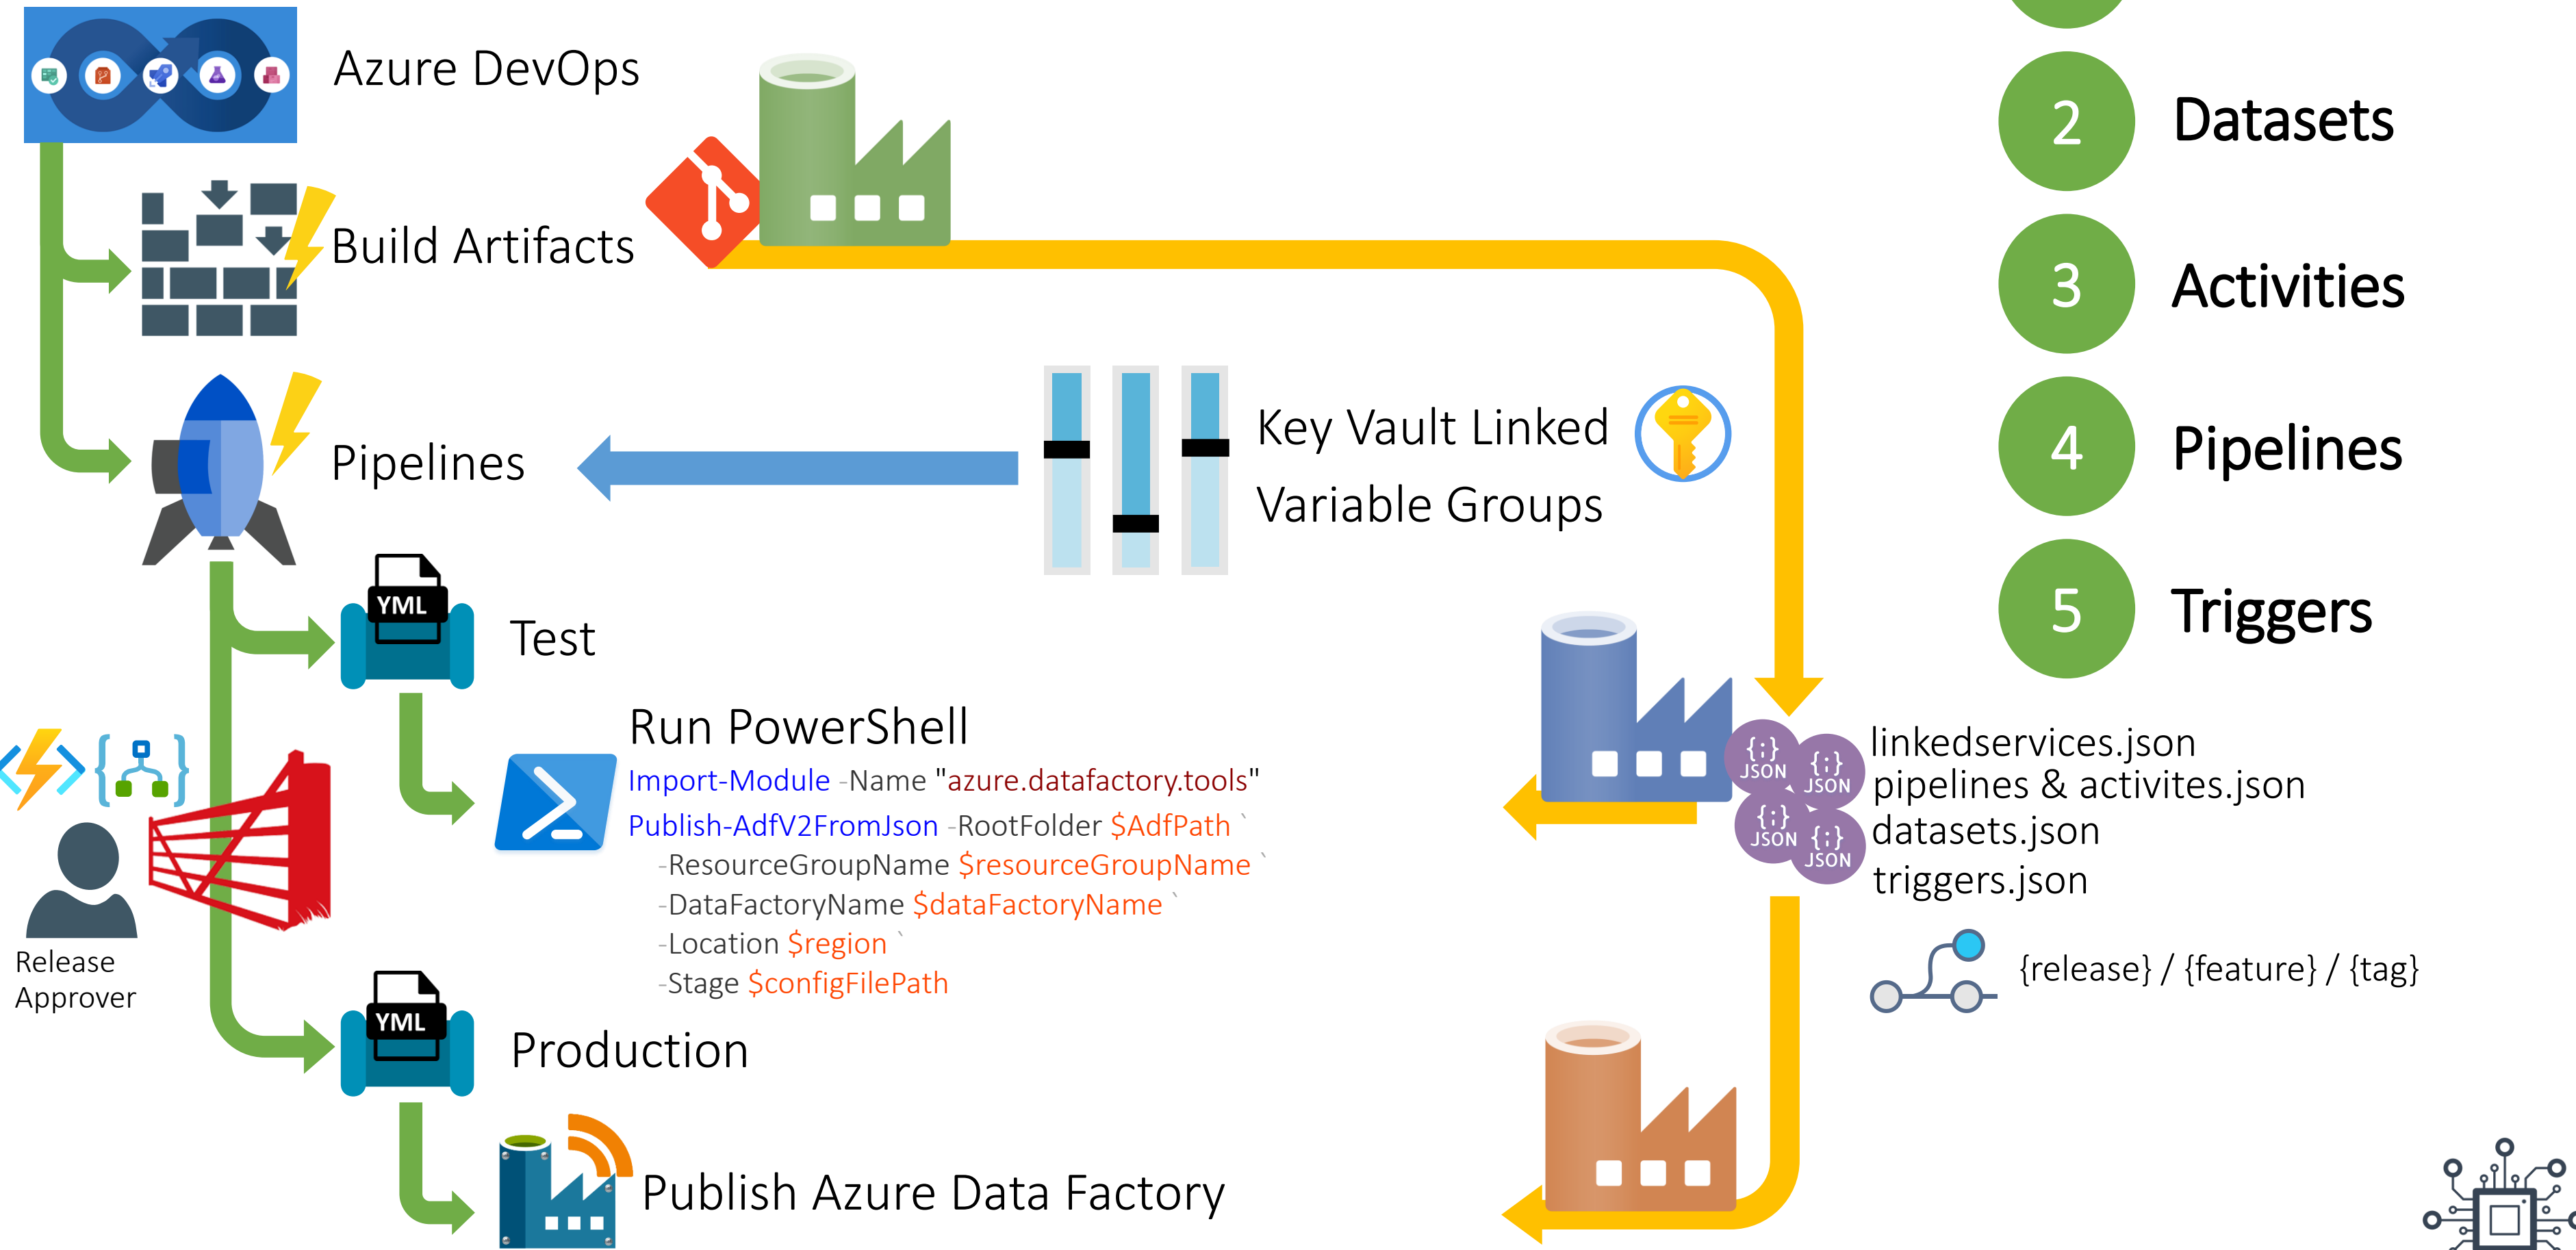 Azure DevOps
Build Artifacts
Pipelines
Key Vault Linked
Variable Groups
YML
Test
Run PowerShell
Import-Module -Name "azure.datafactory.tools"
Publish-AdfV2FromJson -RootFolder $AdfPath `
-ResourceGroupName $resourceGroupName `
-DataFactoryName $dataFactoryName `
-Location $region `
-Stage $configFilePath
Release
Approver
YML
Production
Publish Azure Data Factory
2 Datasets
3 Activities
4 Pipelines
5 Triggers
{;} JSON
{;} JSON
{;} JSON
{;} JSON
linkedservices.json
pipelines & activites.json
datasets.json
triggers.json
{release} / {feature} / {tag}